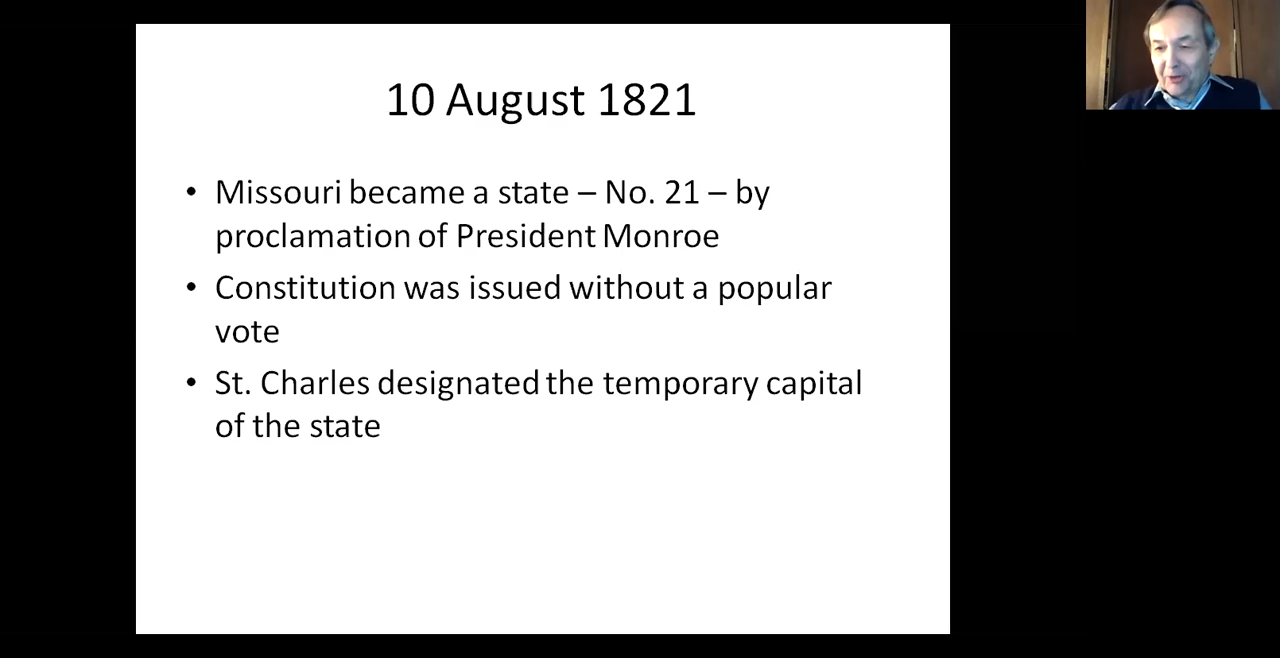 10 August 1821
• Missouri became a state – No. 21 – by
proclamation of President Monroe
• Constitution was issued without a popular
vote
• St. Charles designated the temporary capital
of the state